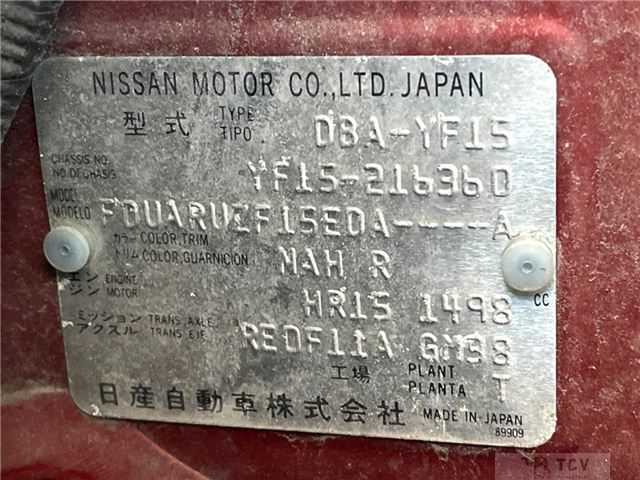 NISSAN MOTOR CO.,LTD. JAPAN
型式 TYPE TIPO DBA-YF15
CHASSIS NO. NO.DE CHASIS YF15-216360
MODEL MODELO FDUARUZF15EDA-----A
カラー COLOR,TRIM
トリム COLOR,GUARNICION NAH R
エンジン ENGINE MOTOR HR15 1498 CC
ミッション TRANS. AXLE
アクスル TRANS. EJE RE0F11A GM38
工場 PLANT PLANTA T
日産自動車株式会社 MADE IN JAPAN
89909
TCV